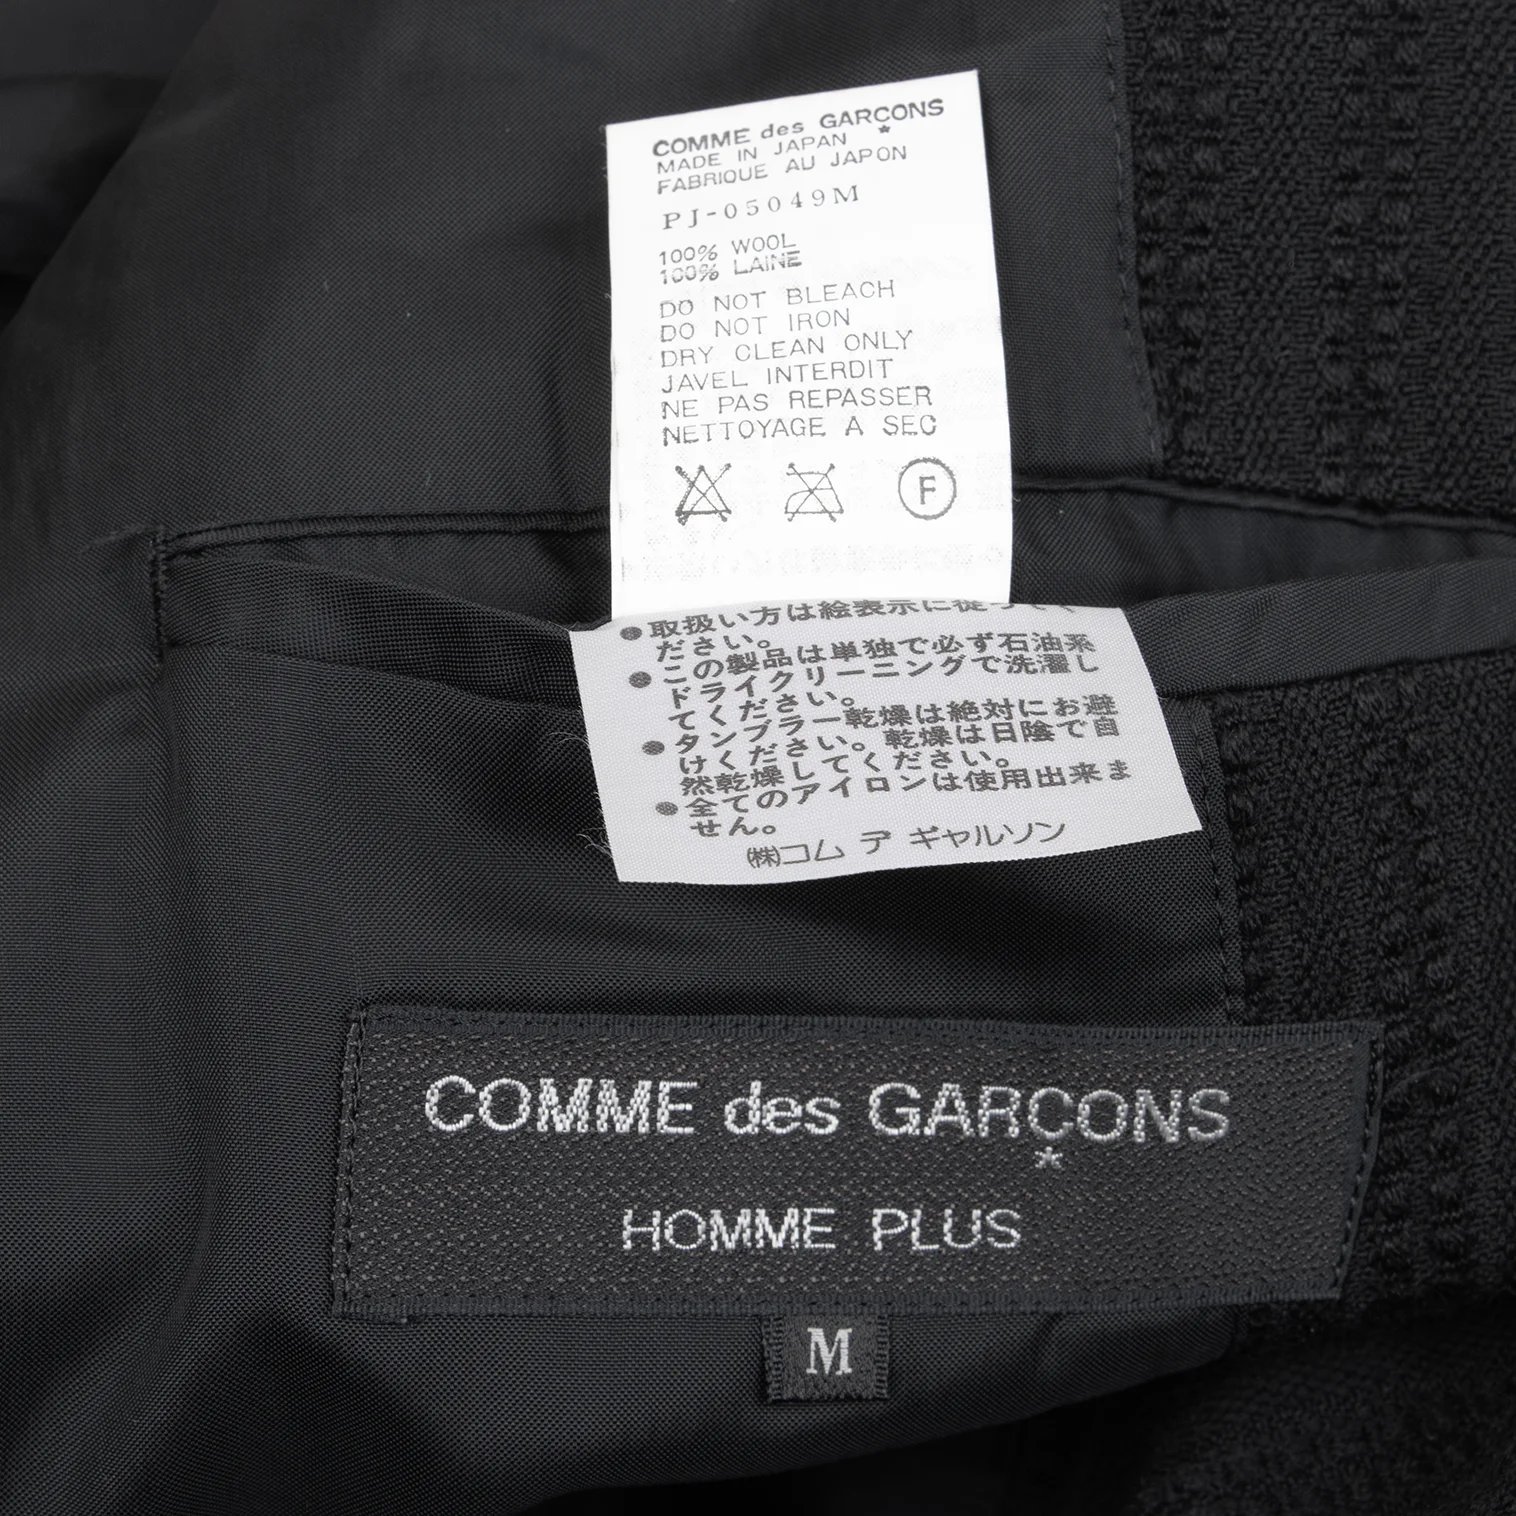 COMME des GARÇONS
MADE IN JAPAN
FABRIQUE AU JAPON
PJ-05049M
100% WOOL
100% LAINE
DO NOT BLEACH
DO NOT IRON
DRY CLEAN ONLY
JAVEL INTERDIT
NE PAS REPASSER
NETTOYAGE A SEC
F
●取扱い方は絵表示に従ってく
ださい。
●この製品は単独で必ず石油系
ドライクリーニングで洗濯し
てください。
●タンブラー乾燥は絶対にお避
けください。乾燥は日陰で自
然乾燥してください。
●全てのアイロンは使用出来ま
せん。
㈱コム デ ギャルソン
COMME des GARÇONS
HOMME PLUS
M